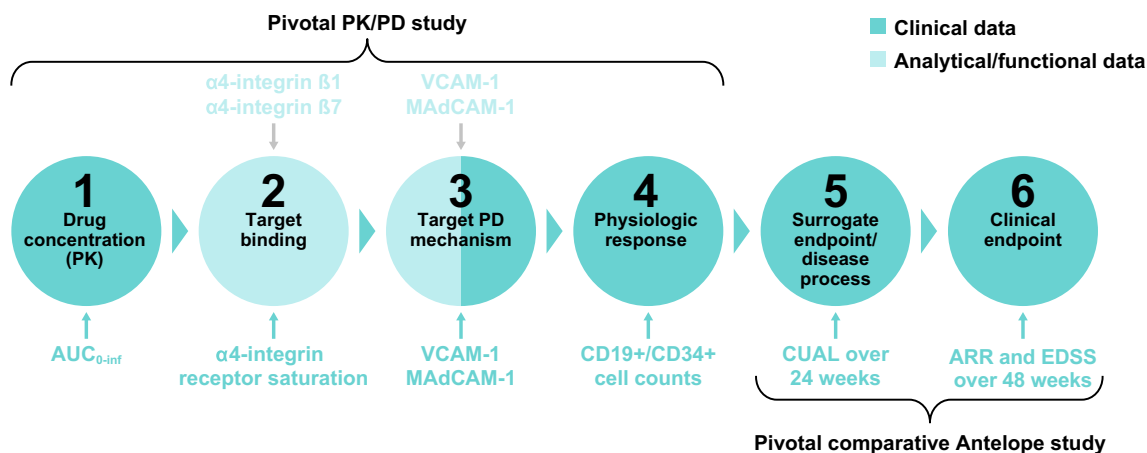 Pivotal PK/PD study
Clinical data
Analytical/functional data
α4-integrin ß1
α4-integrin ß7
VCAM-1
MAdCAM-1
1
Drug
concentration
(PK)
2
Target
binding
3
Target PD
mechanism
4
Physiologic
response
5
Surrogate
endpoint/
disease
process
6
Clinical
endpoint
AUC0-inf
α4-integrin
receptor saturation
VCAM-1
MAdCAM-1
CD19+/CD34+
cell counts
CUAL over
24 weeks
ARR and EDSS
over 48 weeks
Pivotal comparative Antelope study